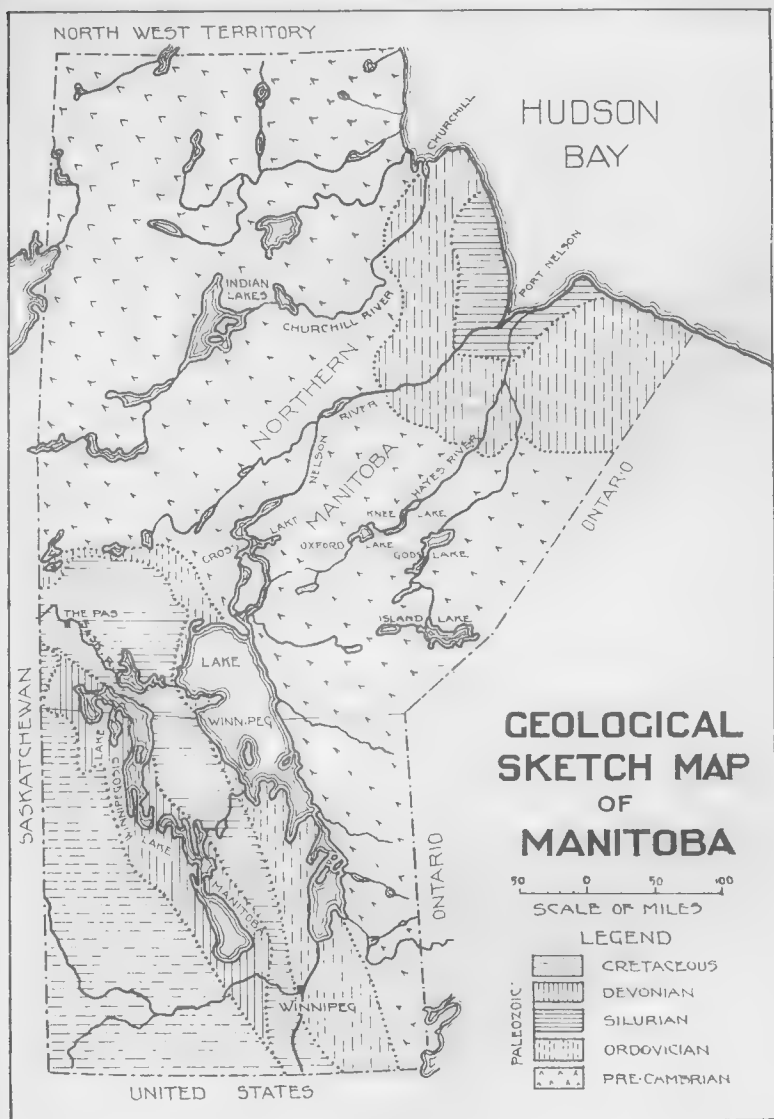 NORTH WEST TERRITORY
HUDSON
BAY
CHURCHILL
PORT NELSON
INDIAN
LAKES
CHURCHILL RIVER
NORTHERN
MANITOBA
NELSON
RIVER
HAYES RIVER
CROSS
LAKE
KNEE LAKE
OXFORD LAKE
GODS LAKE
ISLAND LAKE
ONTARIO
THE PAS
LAKE
WINNIPEG
LAKE
WINNIPEGOSIS
LAKE
MANITOBA
SASKATCHEWAN
ONTARIO
WINNIPEG
UNITED STATES
GEOLOGICAL
SKETCH MAP
OF
MANITOBA
50 0 50 100
SCALE OF MILES
LEGEND
PALEOZOIC
CRETACEOUS
DEVONIAN
SILURIAN
ORDOVICIAN
PRE-CAMBRIAN